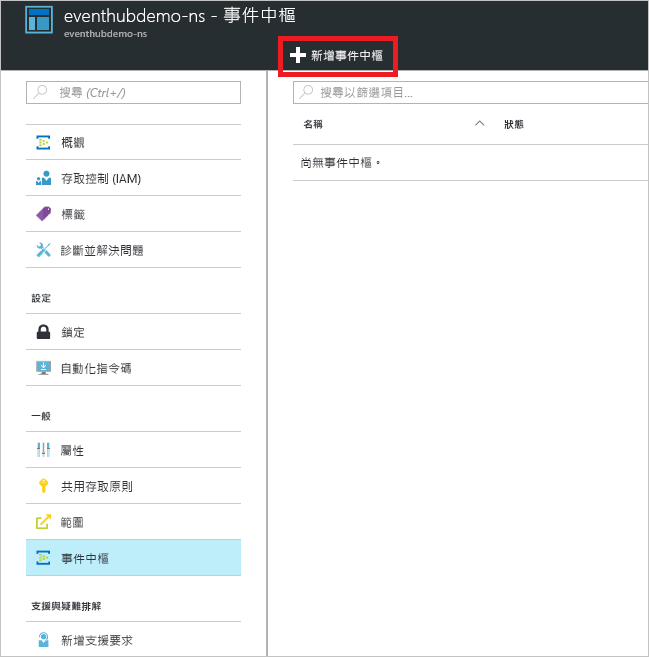 eventhubdemo-ns - 事件中樞
eventhubdemo-ns
新增事件中樞
搜尋 (Ctrl+/)
概觀
存取控制 (IAM)
標籤
診斷並解決問題
設定
鎖定
自動化指令碼
一般
屬性
共用存取原則
範圍
事件中樞
支援與疑難排解
新增支援要求
搜尋以篩選項目...
名稱 狀態
尚無事件中樞。